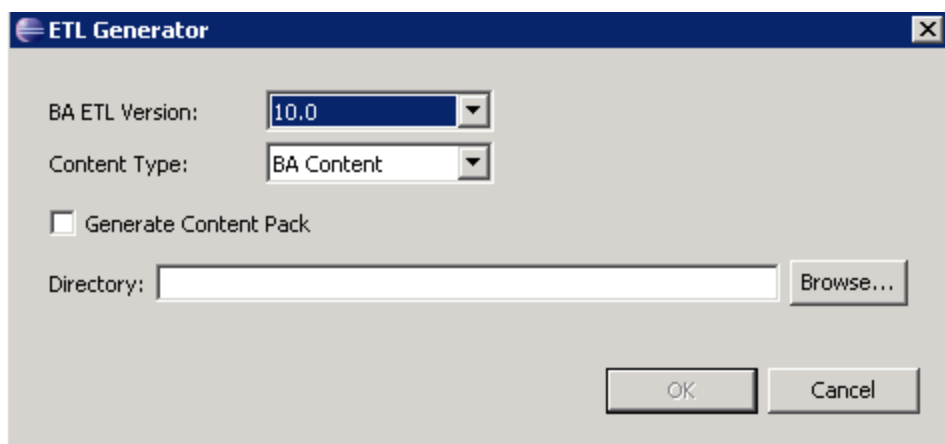 ETL Generator
BA ETL Version: 10.0
Content Type: BA Content
Generate Content Pack
Directory: Browse...
OK Cancel